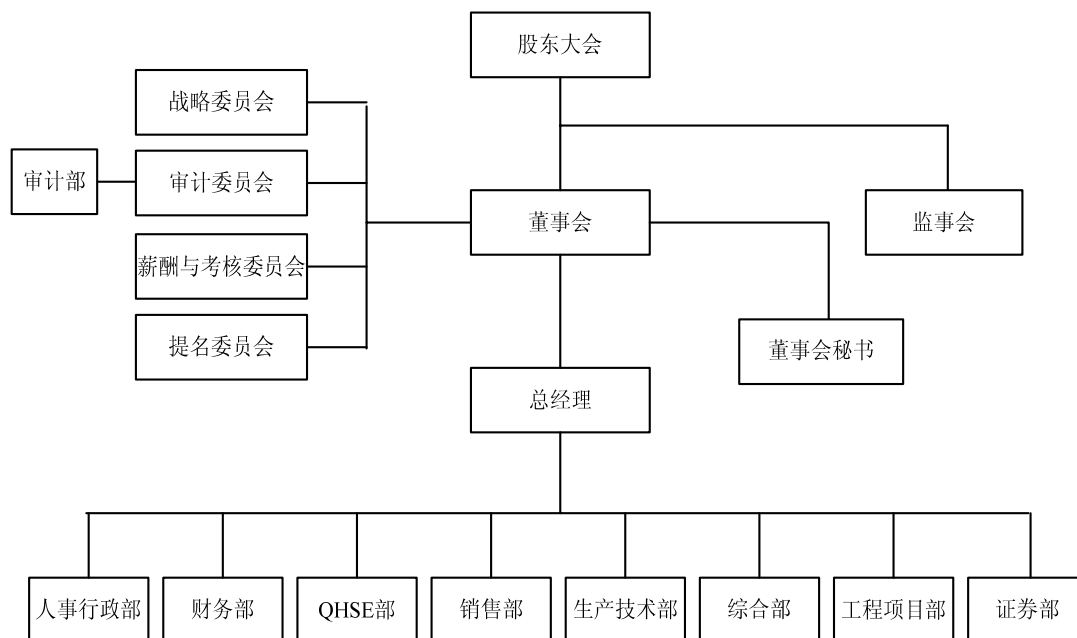 股东大会
战略委员会
审计部
审计委员会
董事会
监事会
薪酬与考核委员会
提名委员会
董事会秘书
总经理
人事行政部
财务部
QHSE部
销售部
生产技术部
综合部
工程项目部
证券部